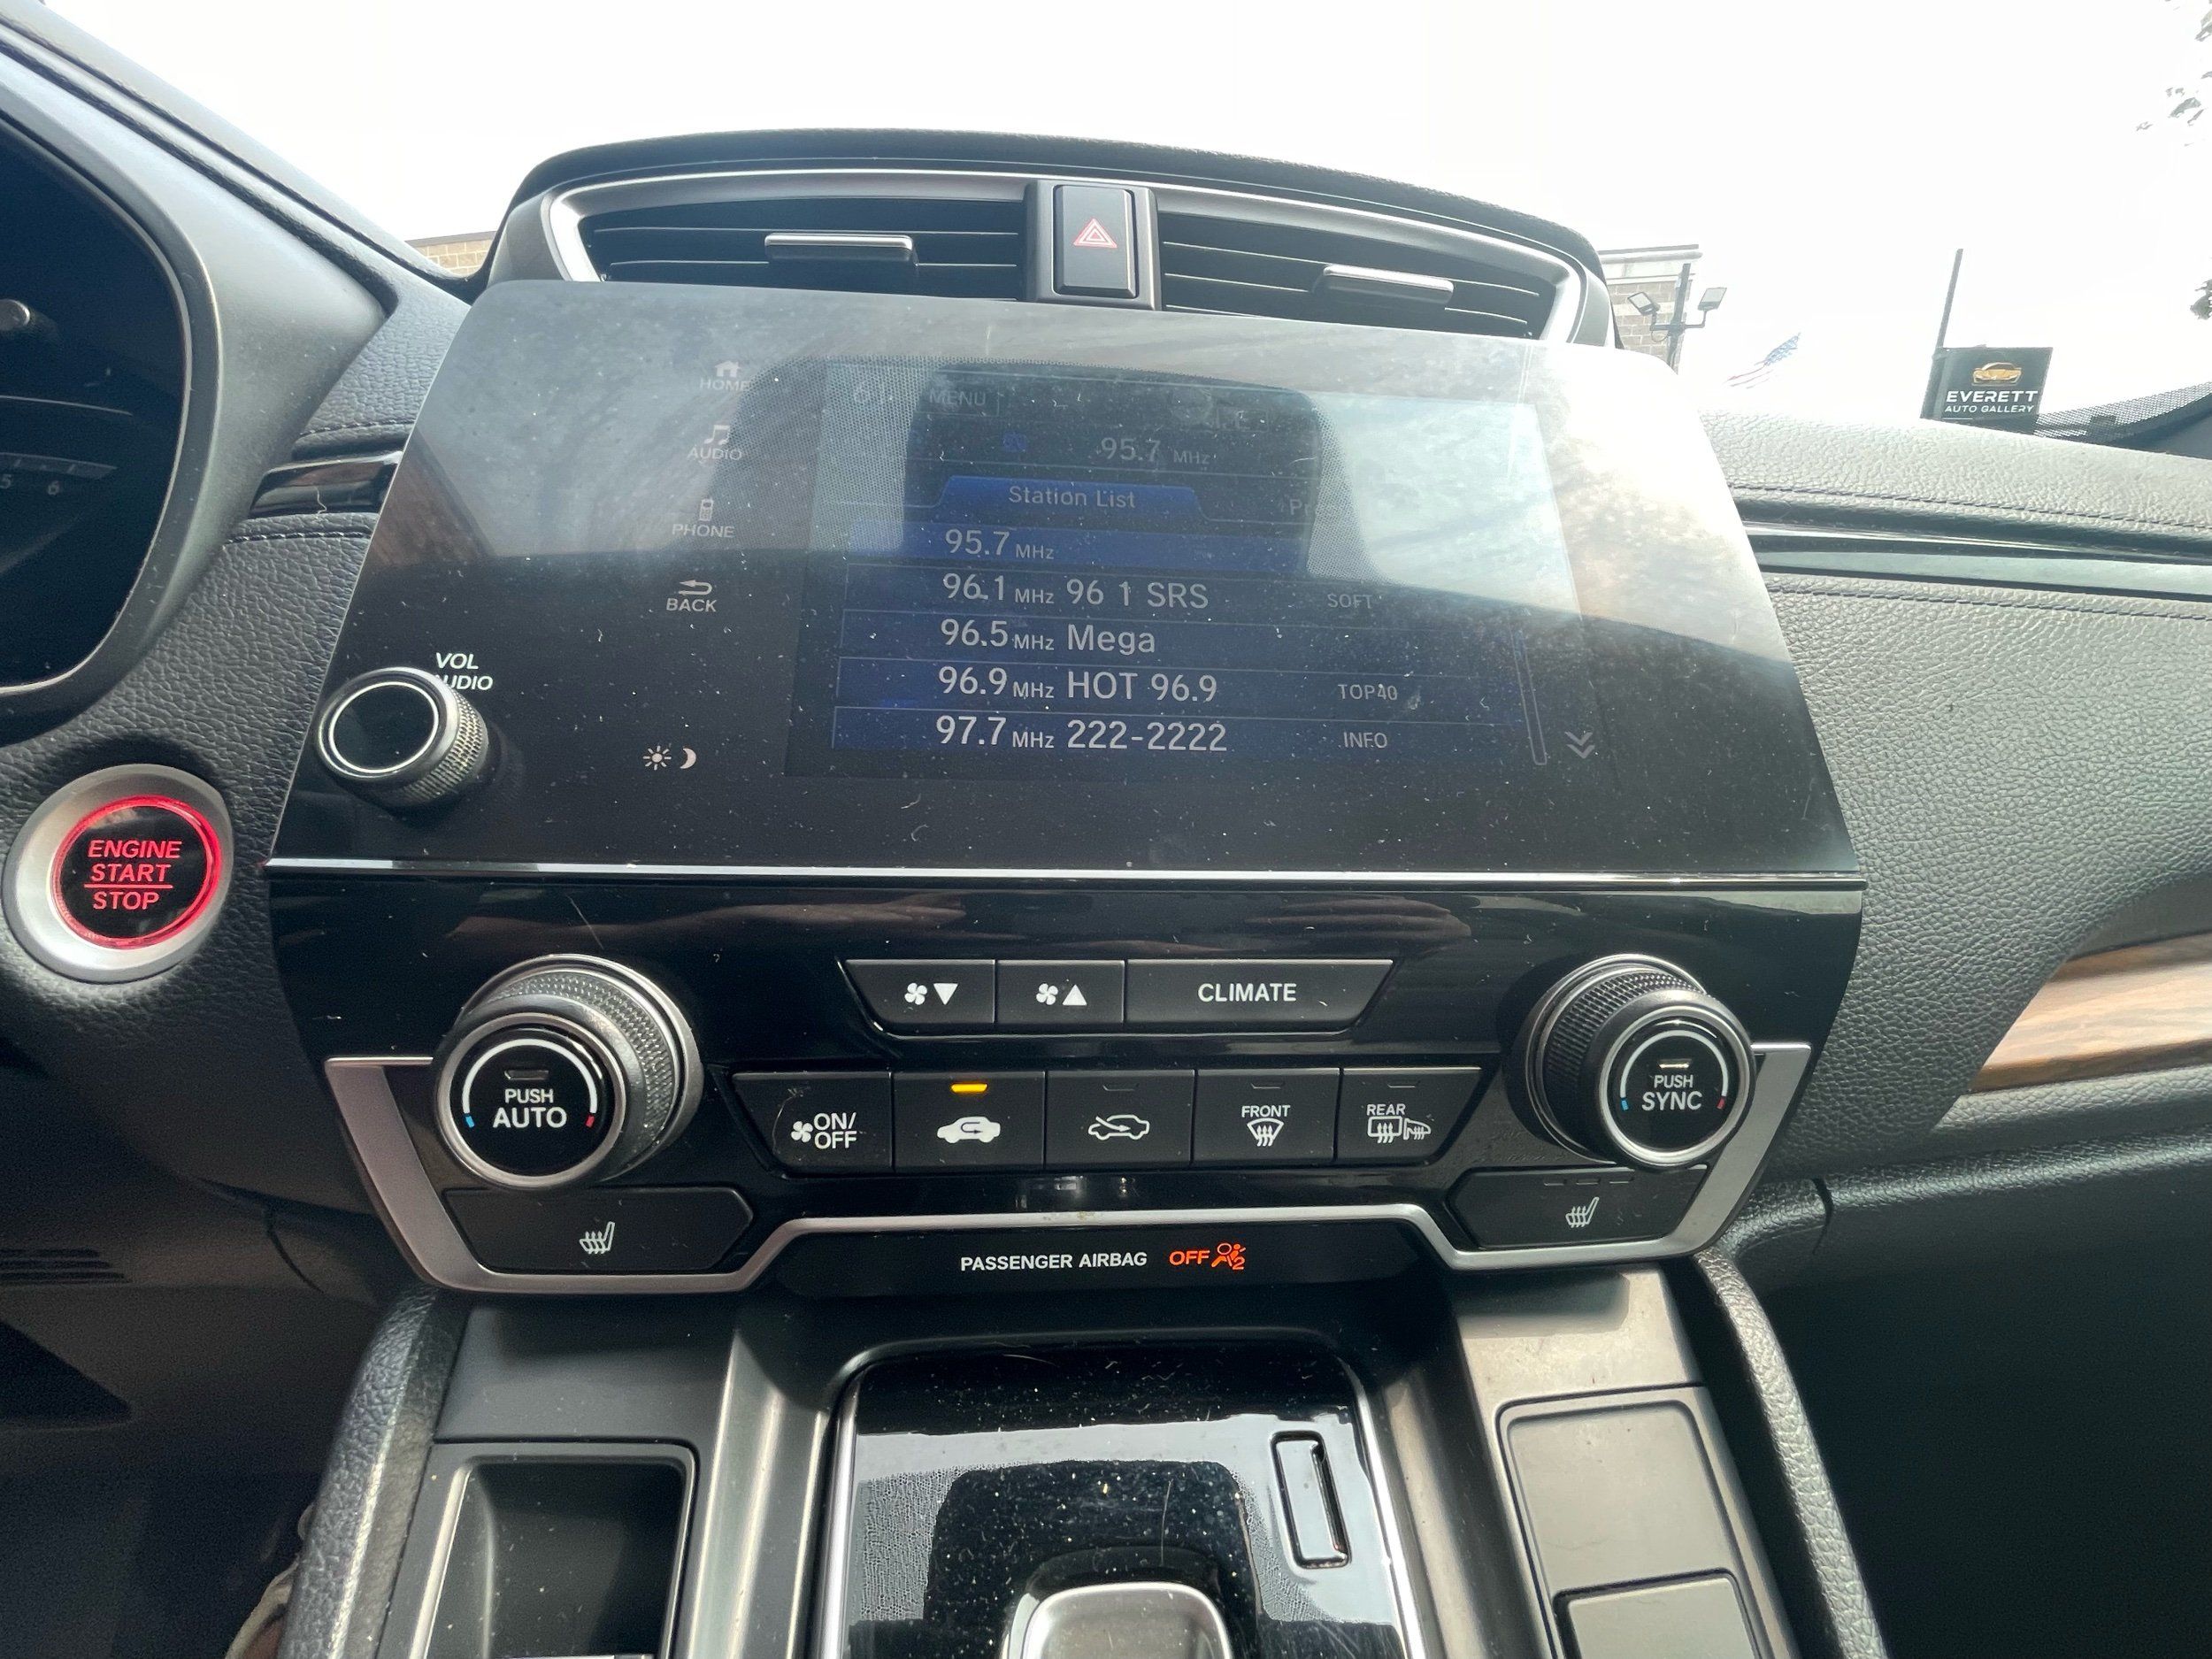 EVERETT
AUTO GALLERY
HOME
MENU
AUDIO
95.7 MHz
Station List
PHONE
95.7 MHz
BACK
96.1 MHz 96 1 SRS SOFT
96.5 MHz Mega
96.9 MHz HOT 96.9 TOP40
97.7 MHz 222-2222 INFO
VOL
AUDIO
5 6
ENGINE
START
STOP
CLIMATE
PUSH
AUTO
ON/
OFF
FRONT
REAR
PUSH
SYNC
PASSENGER AIRBAG OFF 2